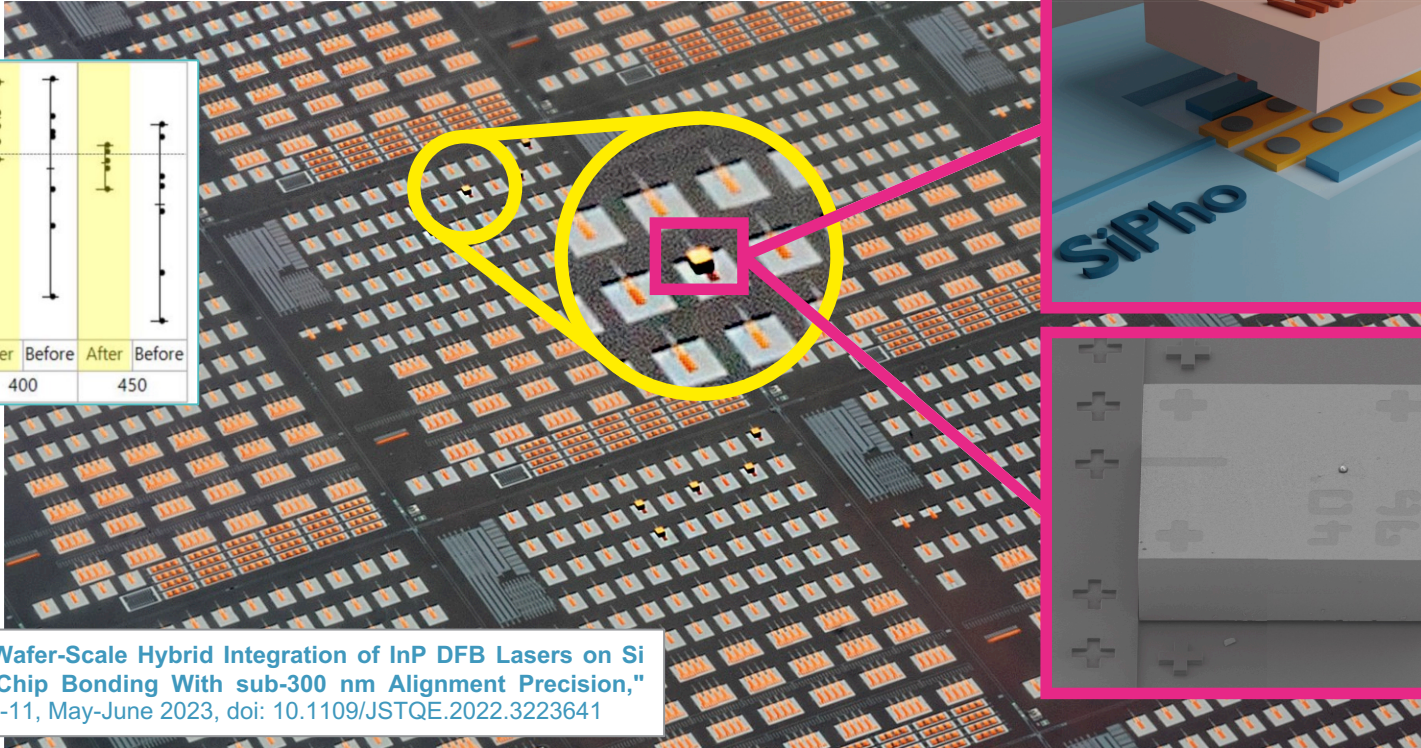 er Before After Before
400 450
SiPho
Wafer-Scale Hybrid Integration of InP DFB Lasers on Si
Chip Bonding With sub-300 nm Alignment Precision,"
-11, May-June 2023, doi: 10.1109/JSTQE.2022.3223641